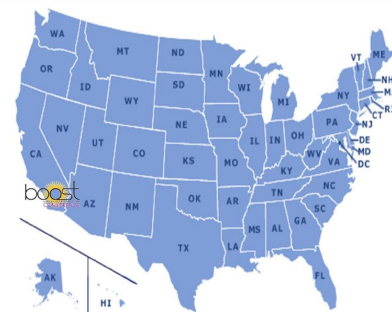 WA
MT
ND
MN
OR
ID
SD
WI
MI
VT
ME
NH
NY
WY
IA
NE
PA
CT
NJ
NV
UT
CO
IL
IN
OH
DE
MD
DC
WV
VA
CA
KS
MO
KY
NC
TN
boost
AZ
NM
OK
AR
SC
MS
AL
GA
TX
LA
FL
AK
HI